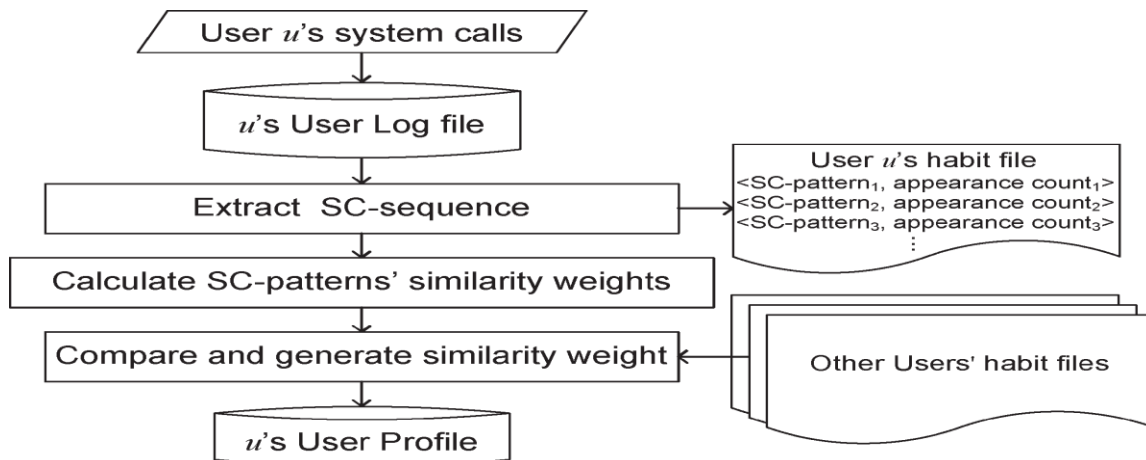 User u's system calls
u's User Log file
Extract SC-sequence
User u's habit file
<SC-pattern₁, appearance count₁>
<SC-pattern₂, appearance count₂>
<SC-pattern₃, appearance count₃>
⋮
Calculate SC-patterns' similarity weights
Compare and generate similarity weight
Other Users' habit files
u's User Profile